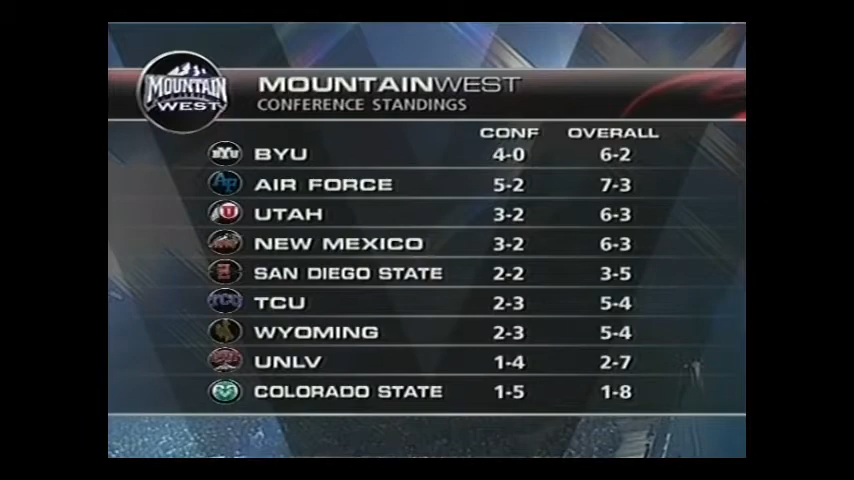 MOUNTAIN WEST
MOUNTAINWEST
CONFERENCE STANDINGS
CONF OVERALL
BYU BYU 4-0 6-2
AF AIR FORCE 5-2 7-3
U UTAH 3-2 6-3
NEW MEXICO 3-2 6-3
SAN DIEGO STATE 2-2 3-5
TCU TCU 2-3 5-4
WYOMING 2-3 5-4
UNLV 1-4 2-7
COLORADO STATE 1-5 1-8